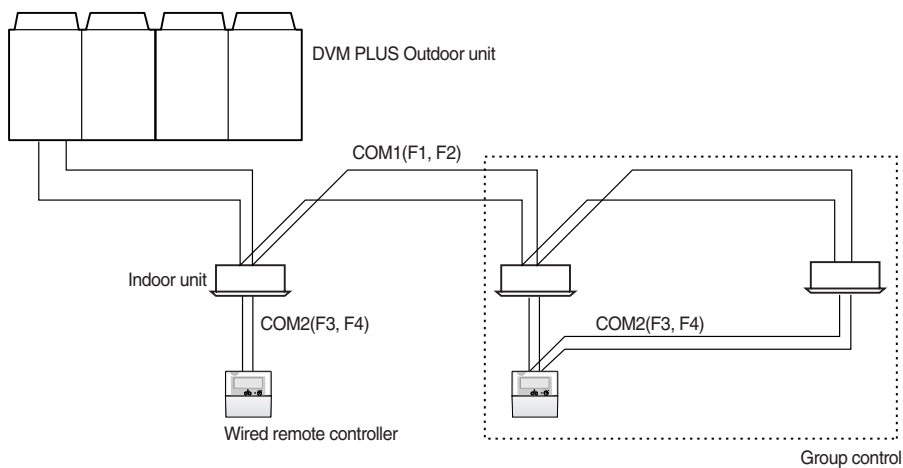 DVM PLUS Outdoor unit
COM1(F1, F2)
Indoor unit
COM2(F3, F4)
COM2(F3, F4)
Wired remote controller
Group control